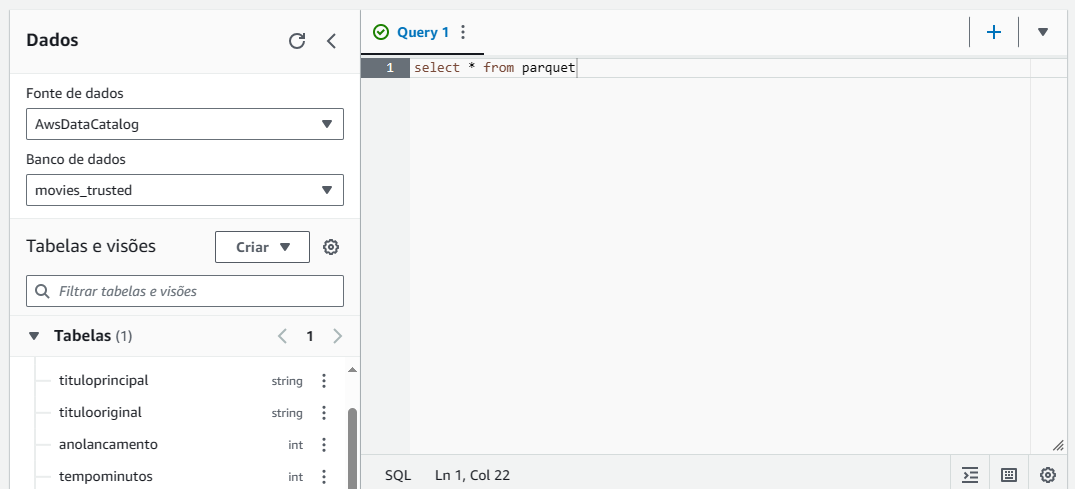 Dados
Fonte de dados
AwsDataCatalog
Banco de dados
movies_trusted
Tabelas e visões
Criar
Filtrar tabelas e visões
Tabelas (1)
1
tituloprincipal string
titulooriginal string
anolancamento int
tempominutos int
Query 1
1 select * from parquet
SQL Ln 1, Col 22